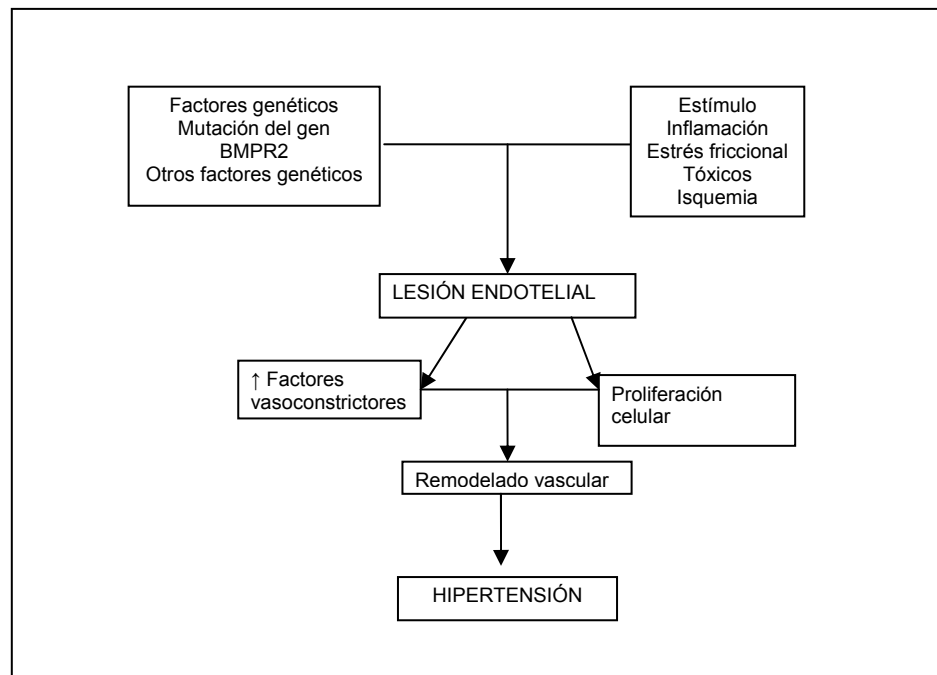 Factores genéticos
Mutación del gen
BMPR2
Otros factores genéticos
Estímulo
Inflamación
Estrés friccional
Tóxicos
Isquemia
LESIÓN ENDOTELIAL
↑ Factores
vasoconstrictores
Proliferación
celular
Remodelado vascular
HIPERTENSIÓN